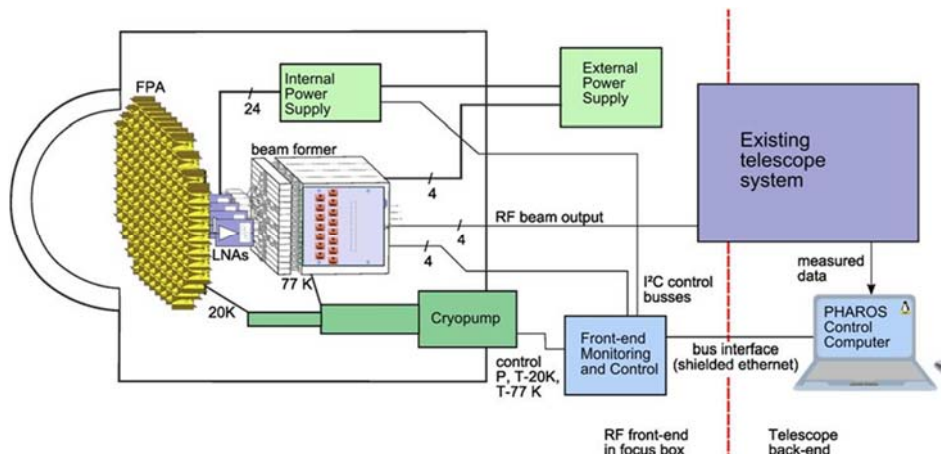 FPA
24
Internal
Power
Supply
External
Power
Supply
beam former
Existing
telescope
system
4
RF beam output
4
LNAs
4
77 K
20K
Cryopump
I²C control
busses
measured
data
control
P, T-20K,
T-77 K
Front-end
Monitoring
and Control
bus interface
(shielded ethernet)
PHAROS
Control
Computer
RF front-end
in focus box
Telescope
back-end